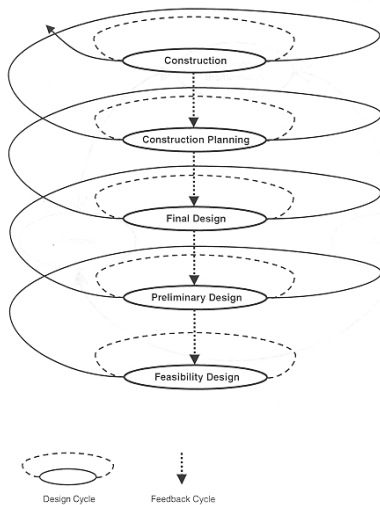 Construction
Construction Planning
Final Design
Preliminary Design
Feasibility Design
Design Cycle
Feedback Cycle